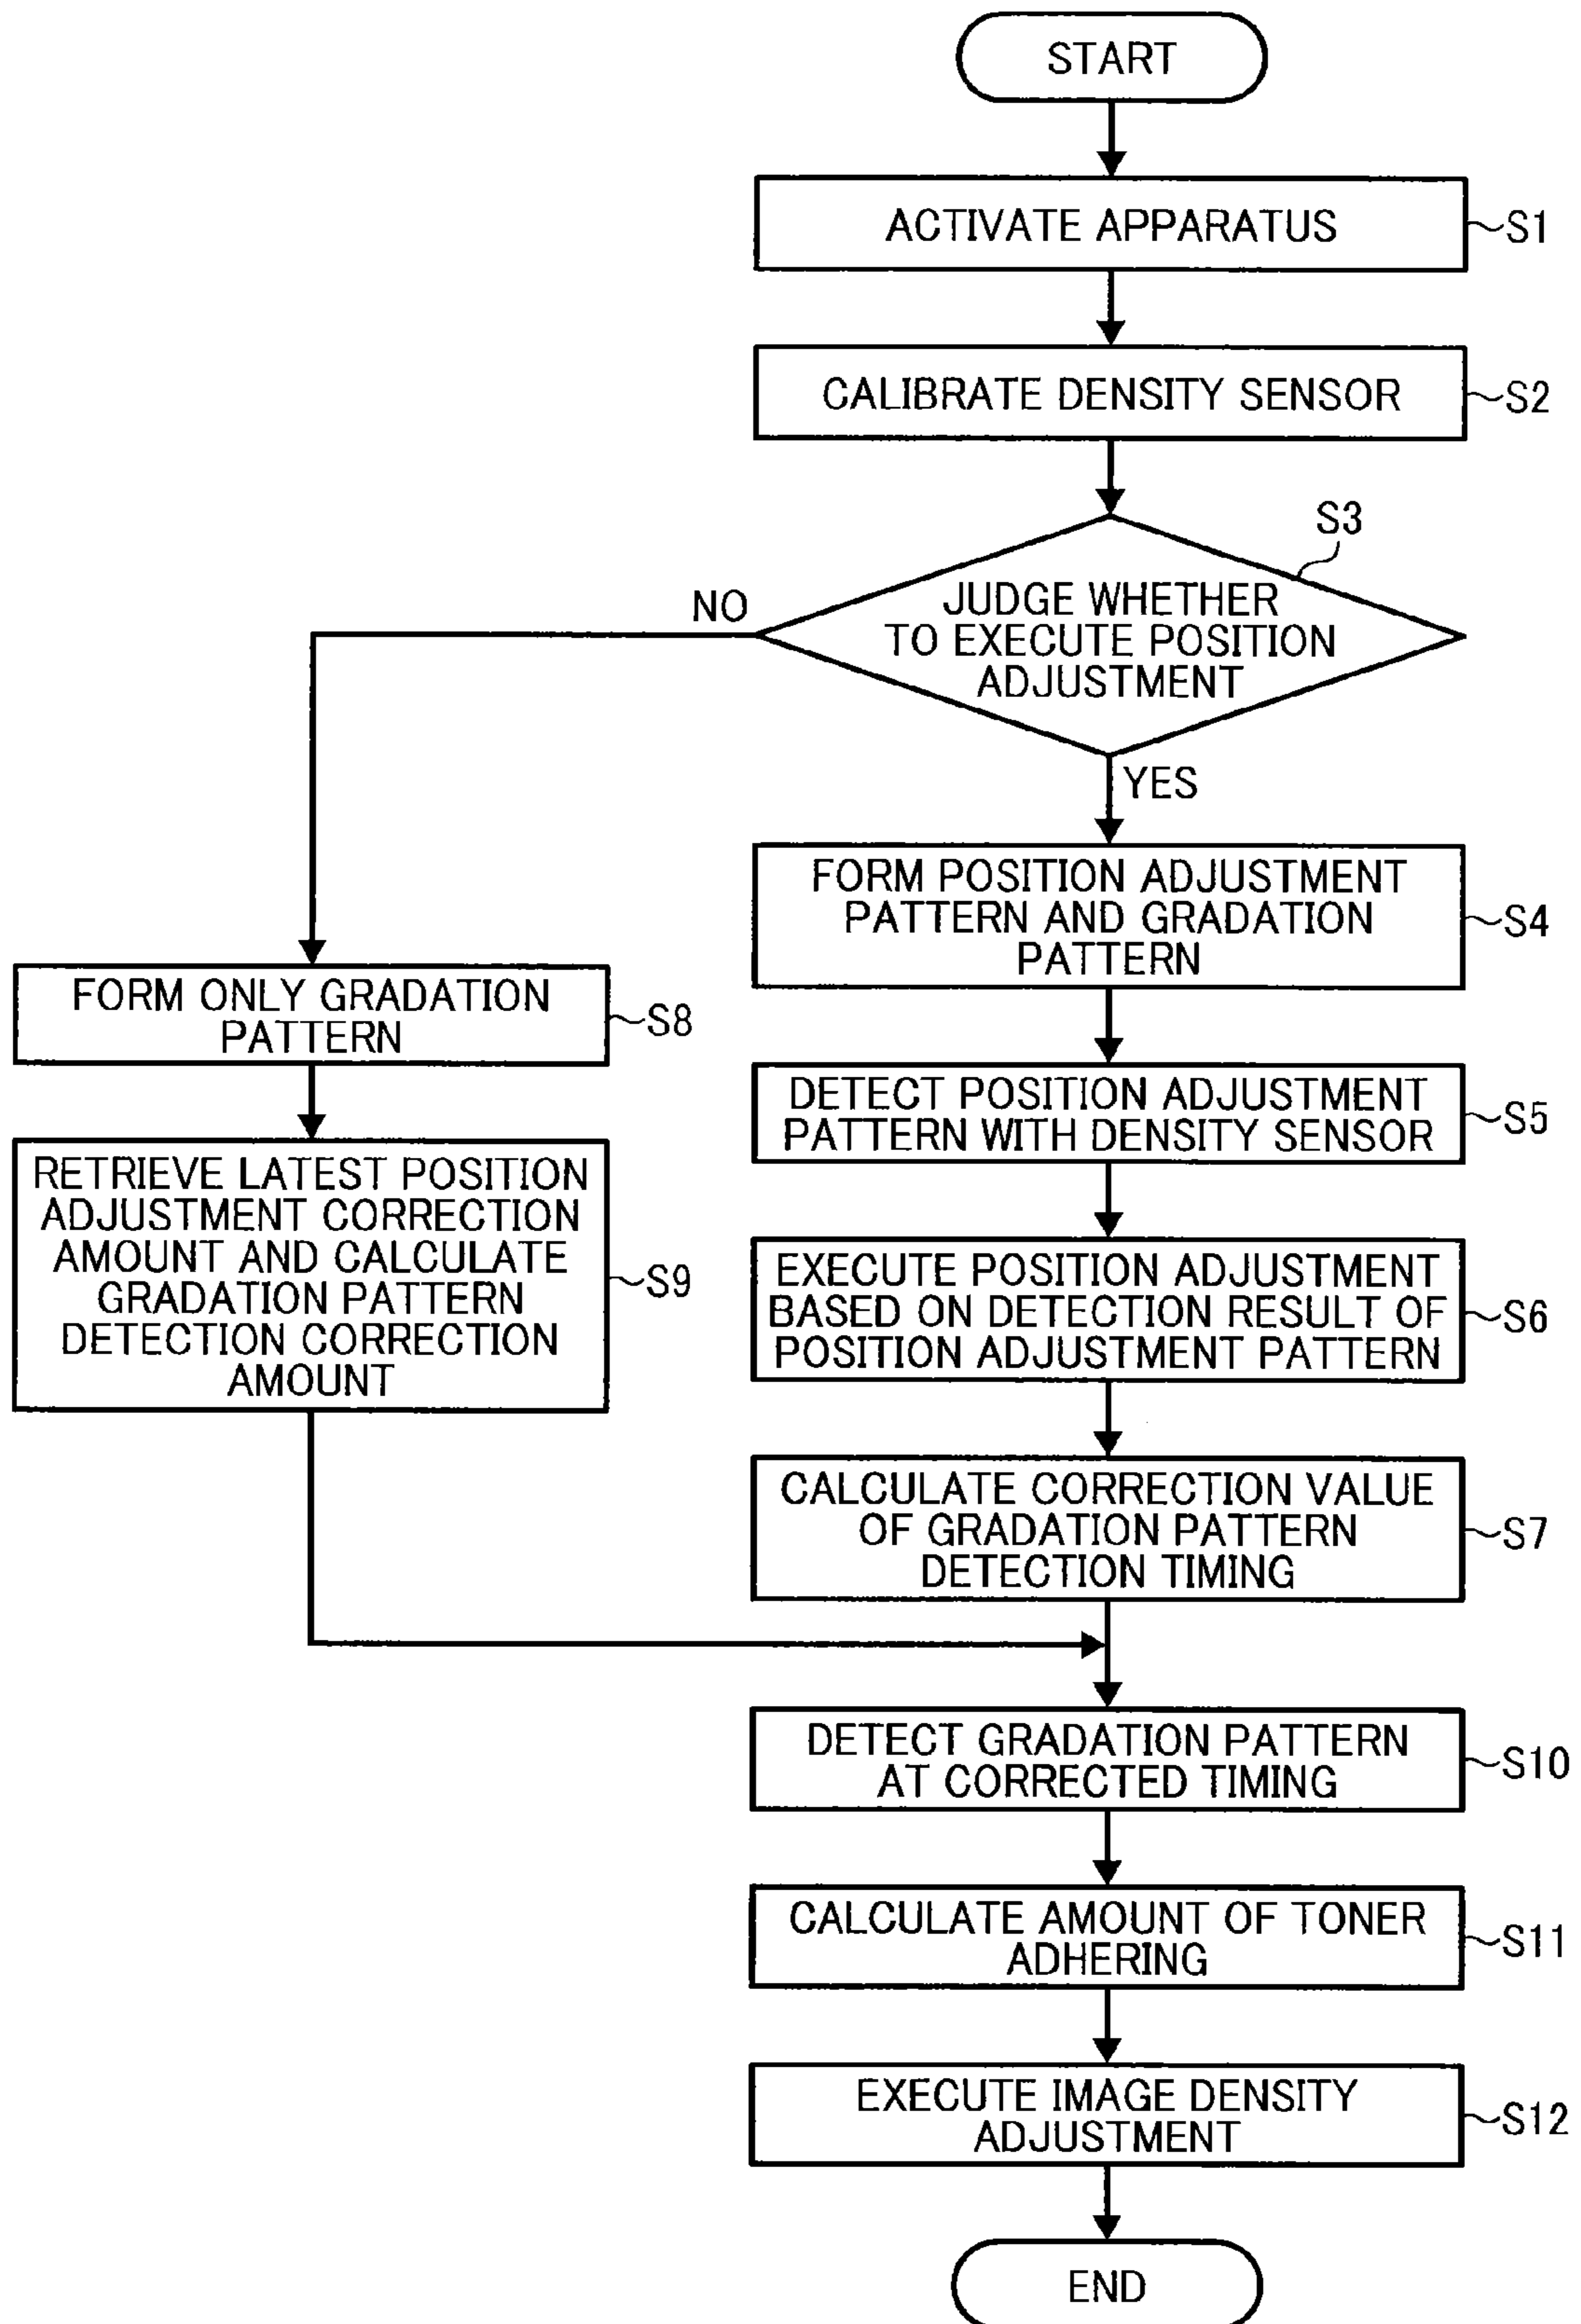 START
ACTIVATE APPARATUS
S1
CALIBRATE DENSITY SENSOR
S2
S3
JUDGE WHETHER
TO EXECUTE POSITION
ADJUSTMENT
NO
YES
FORM POSITION ADJUSTMENT
PATTERN AND GRADATION
PATTERN
S4
FORM ONLY GRADATION
PATTERN
S8
DETECT POSITION ADJUSTMENT
PATTERN WITH DENSITY SENSOR
S5
RETRIEVE LATEST POSITION
ADJUSTMENT CORRECTION
AMOUNT AND CALCULATE
GRADATION PATTERN
DETECTION CORRECTION
AMOUNT
S9
EXECUTE POSITION ADJUSTMENT
BASED ON DETECTION RESULT OF
POSITION ADJUSTMENT PATTERN
S6
CALCULATE CORRECTION VALUE
OF GRADATION PATTERN
DETECTION TIMING
S7
DETECT GRADATION PATTERN
AT CORRECTED TIMING
S10
CALCULATE AMOUNT OF TONER
ADHERING
S11
EXECUTE IMAGE DENSITY
ADJUSTMENT
S12
END